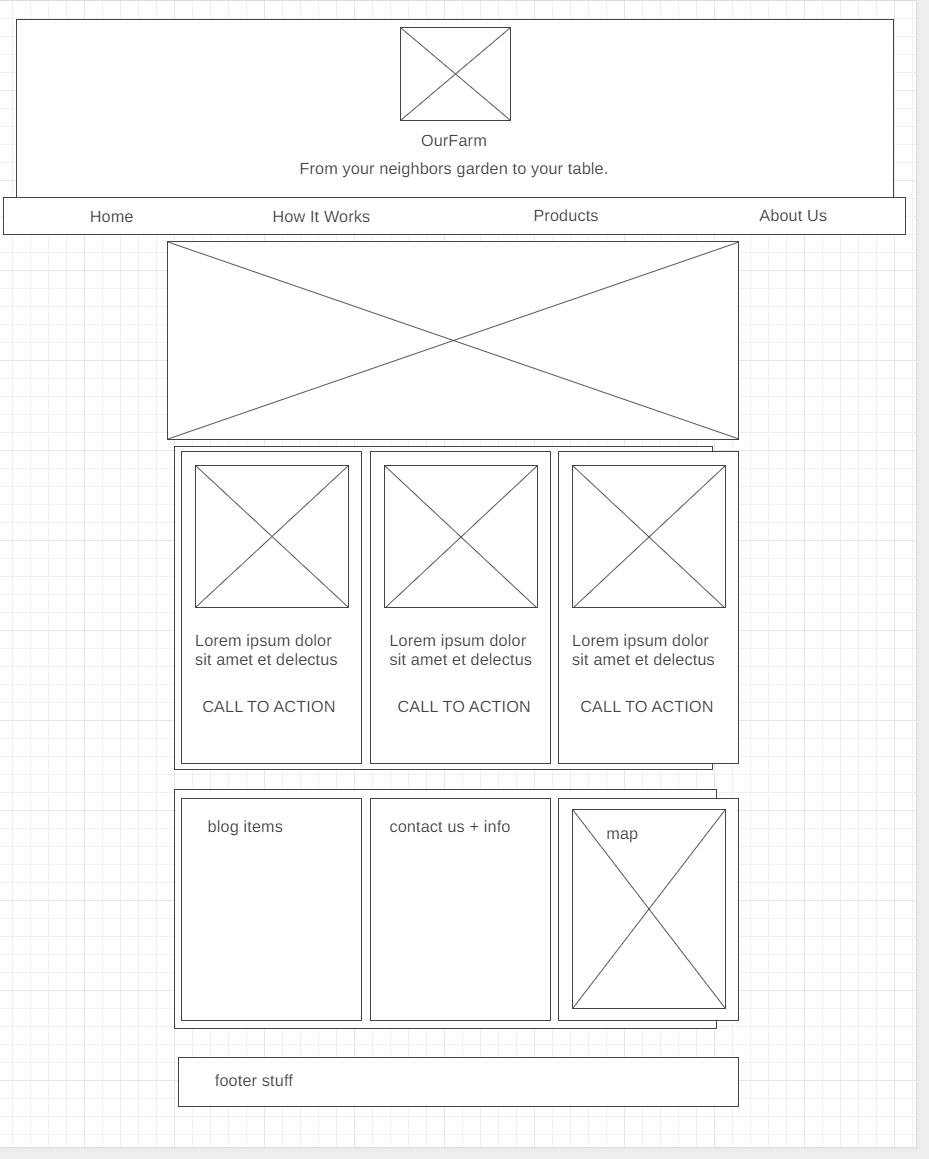 OurFarm
From your neighbors garden to your table.
Home
How It Works
Products
About Us
Lorem ipsum dolor
sit amet et delectus
CALL TO ACTION
Lorem ipsum dolor
sit amet et delectus
CALL TO ACTION
Lorem ipsum dolor
sit amet et delectus
CALL TO ACTION
blog items
contact us + info
map
footer stuff